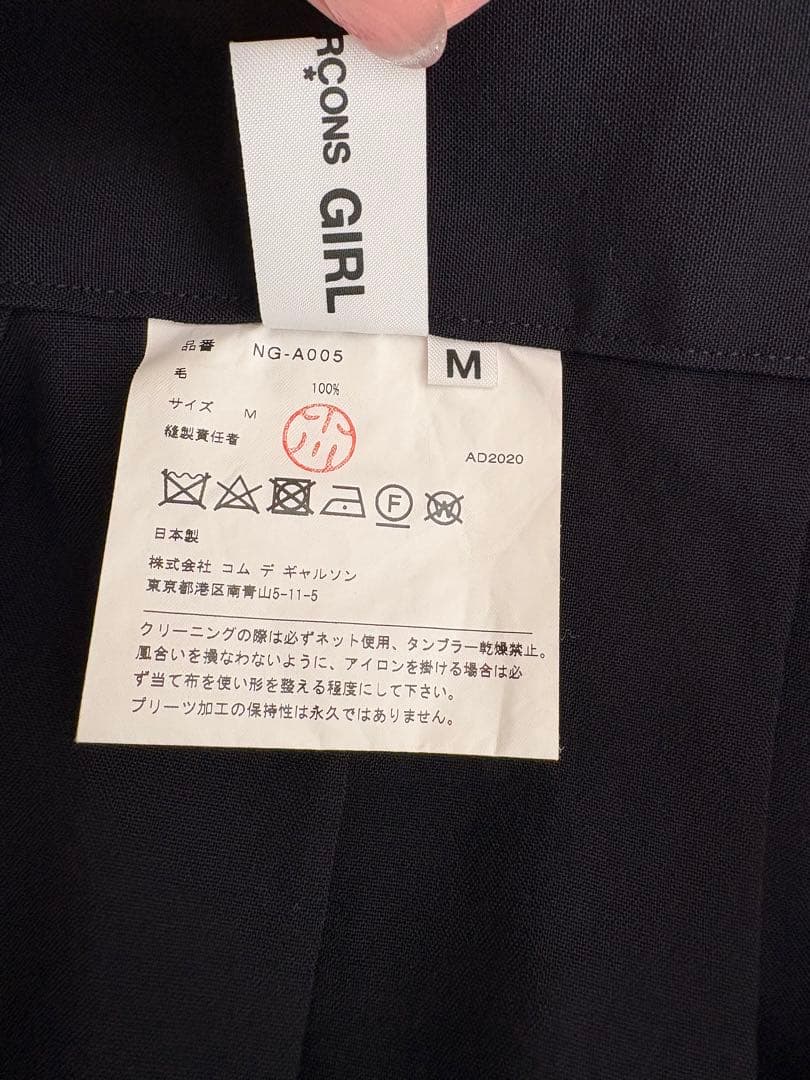 RÇONS GIRL
*
M
品番 NG-A005
毛 100%
サイズ M
縫製責任者
AD2020
F W
日本製
株式会社 コム デ ギャルソン
東京都港区南青山5-11-5
クリーニングの際は必ずネット使用、タンブラー乾燥禁止。
風合いを損なわないように、アイロンを掛ける場合は必
ず当て布を使い形を整える程度にして下さい。
プリーツ加工の保持性は永久ではありません。